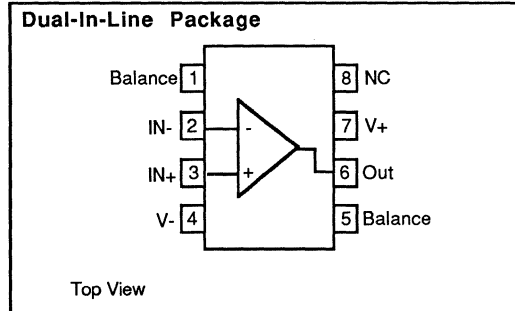 Dual-In-Line Package
Balance 1 8 NC
IN- 2 - 7 V+
IN+ 3 + 6 Out
V- 4 5 Balance
Top View